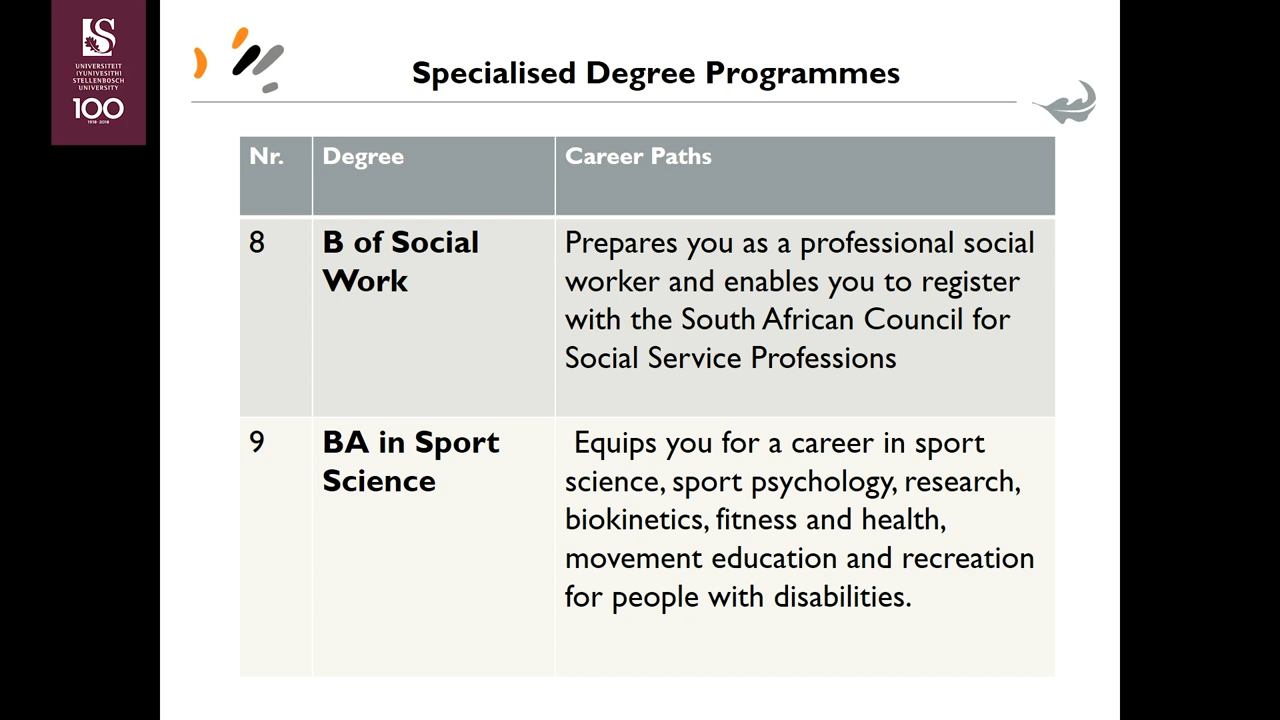 UNIVERSITEIT
IYUNIVESITHI
STELLENBOSCH
UNIVERSITY
100
1918·2018
Specialised Degree Programmes
Nr. Degree Career Paths
8 B of Social Prepares you as a professional social
Work worker and enables you to register
with the South African Council for
Social Service Professions
9 BA in Sport Equips you for a career in sport
Science science, sport psychology, research,
biokinetics, fitness and health,
movement education and recreation
for people with disabilities.